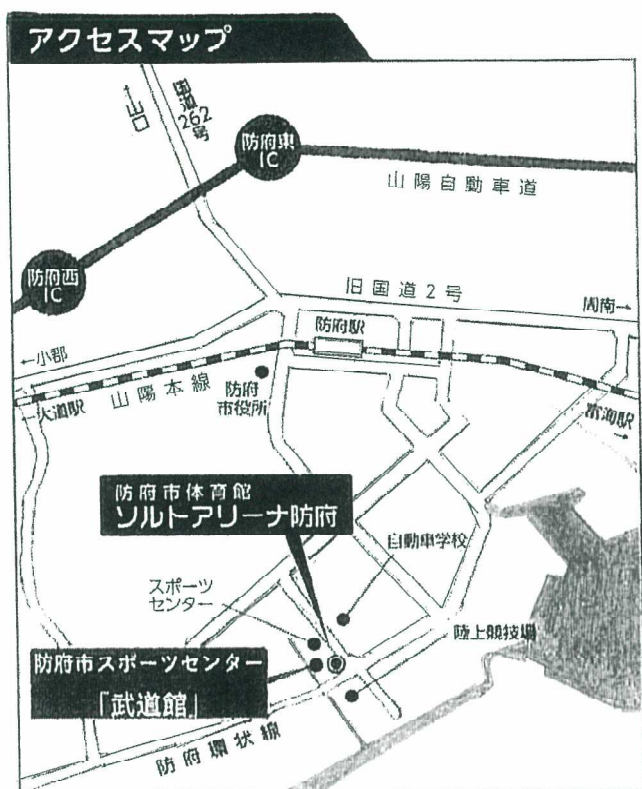 アクセスマップ
↑山口
国道262号
防府東
IC
山陽自動車道
防府西
IC
旧国道2号
周南→
防府駅
←小郡
←大道駅
山陽本線
防府
市役所
富海駅
→
防府市体育館
ソルトアリーナ防府
自動車学校
スポーツ
センター
陸上競技場
防府市スポーツセンター
「武道館」
防府環状線